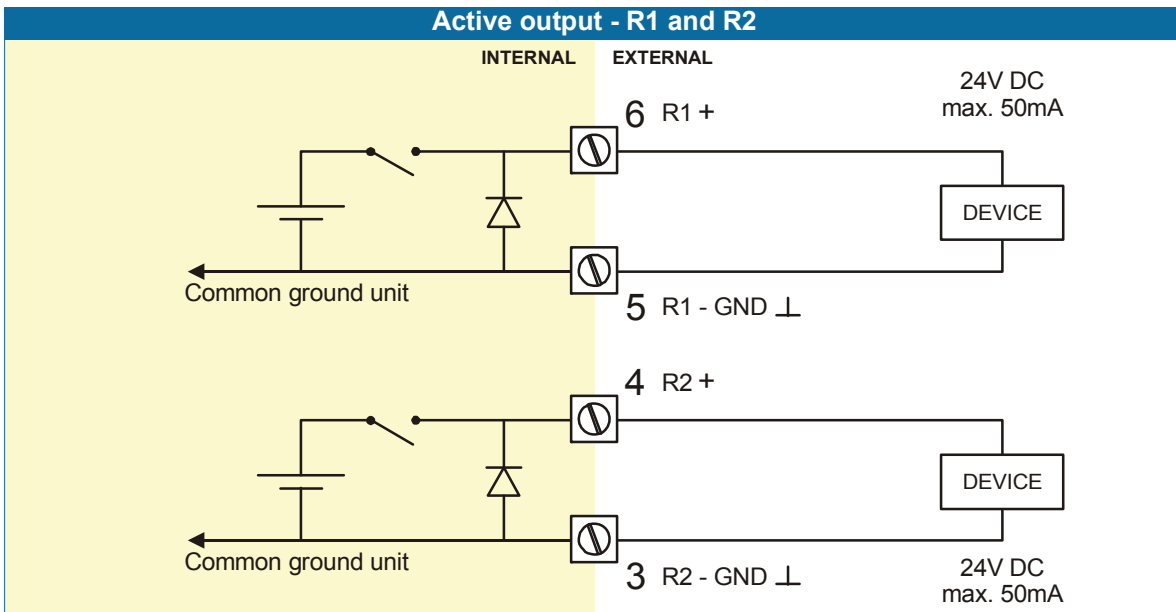 Active output - R1 and R2
INTERNAL
EXTERNAL
24V DC
max. 50mA
6 R1 +
DEVICE
Common ground unit
5 R1 - GND ⊥
4 R2 +
DEVICE
Common ground unit
3 R2 - GND ⊥
24V DC
max. 50mA